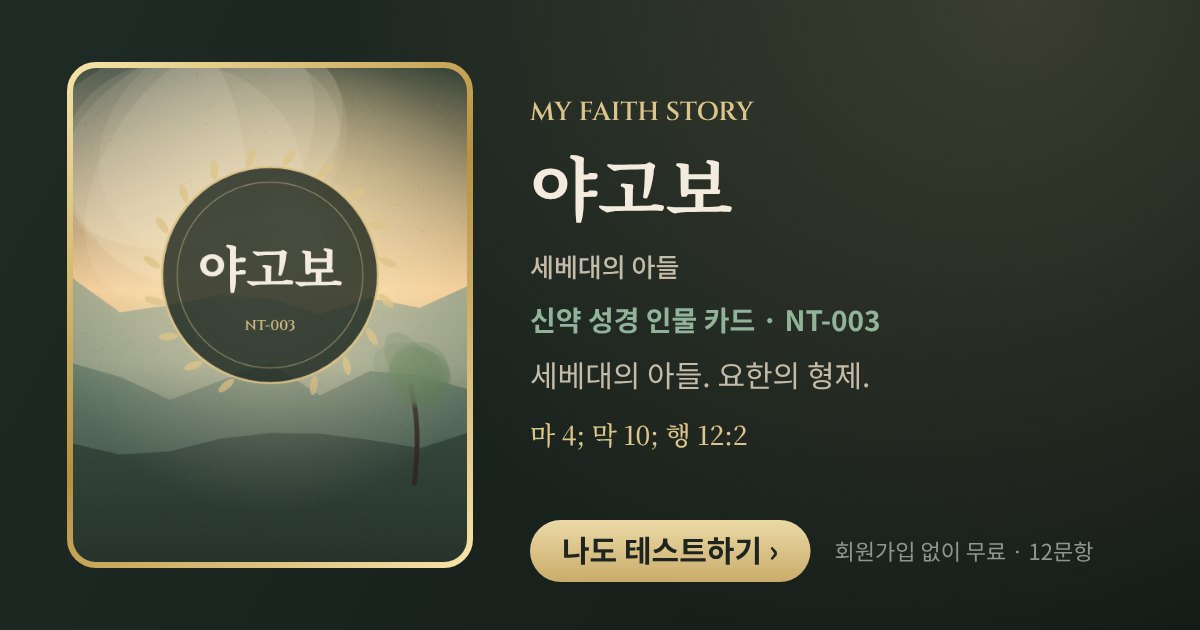 야고보
NT-003
MY FAITH STORY
야고보
세베대의 아들
신약 성경 인물 카드 · NT-003
세베대의 아들. 요한의 형제.
마 4; 막 10; 행 12:2
나도 테스트하기 ›
회원가입 없이 무료 · 12문항